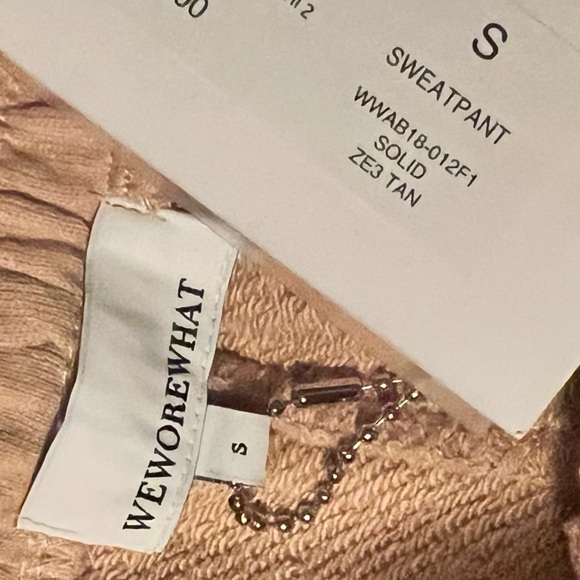 S
SWEATPANT
WWAB18-012F1
SOLID
ZE3 TAN
WEWOREWHAT
S